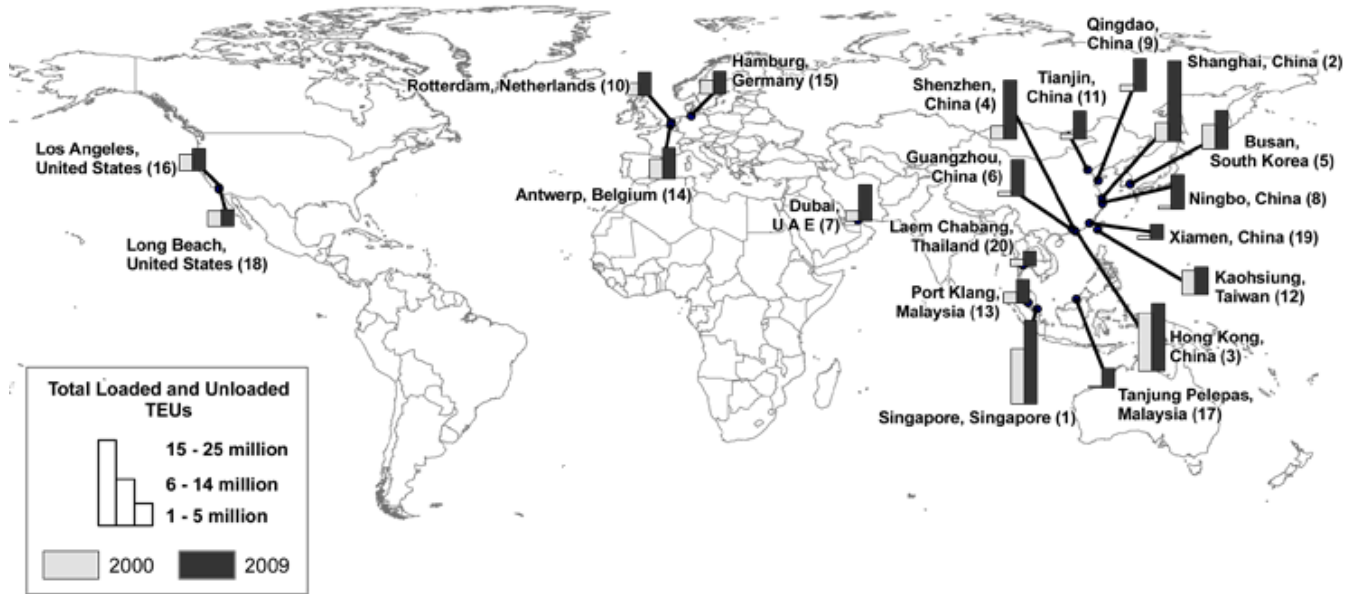 Qingdao,
China (9)
Shanghai, China (2)
Hamburg,
Germany (15)
Rotterdam, Netherlands (10)
Shenzhen,
China (4)
Tianjin,
China (11)
Los Angeles,
United States (16)
Busan,
South Korea (5)
Guangzhou,
China (6)
Antwerp, Belgium (14)
Ningbo, China (8)
Dubai,
U A E (7)
Laem Chabang,
Thailand (20)
Xiamen, China (19)
Long Beach,
United States (18)
Kaohsiung,
Taiwan (12)
Port Klang,
Malaysia (13)
Hong Kong,
China (3)
Tanjung Pelepas,
Malaysia (17)
Singapore, Singapore (1)
Total Loaded and Unloaded
TEUs
15 - 25 million
6 - 14 million
1 - 5 million
2000
2009